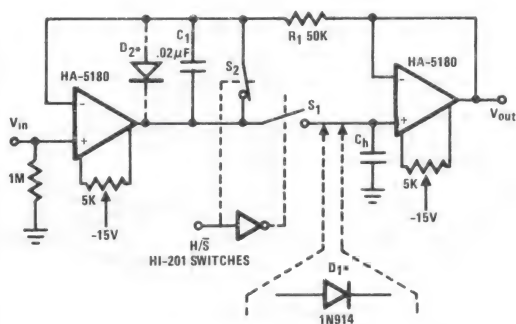 D2*
C1
.02µF
R1 50K
HA-5180
S2
HA-5180
S1
Vin
-
+
-
+
Vout
1M
5K
-15V
Ch
5K
-15V
H/S̅
HI-201 SWITCHES
D1*
1N914